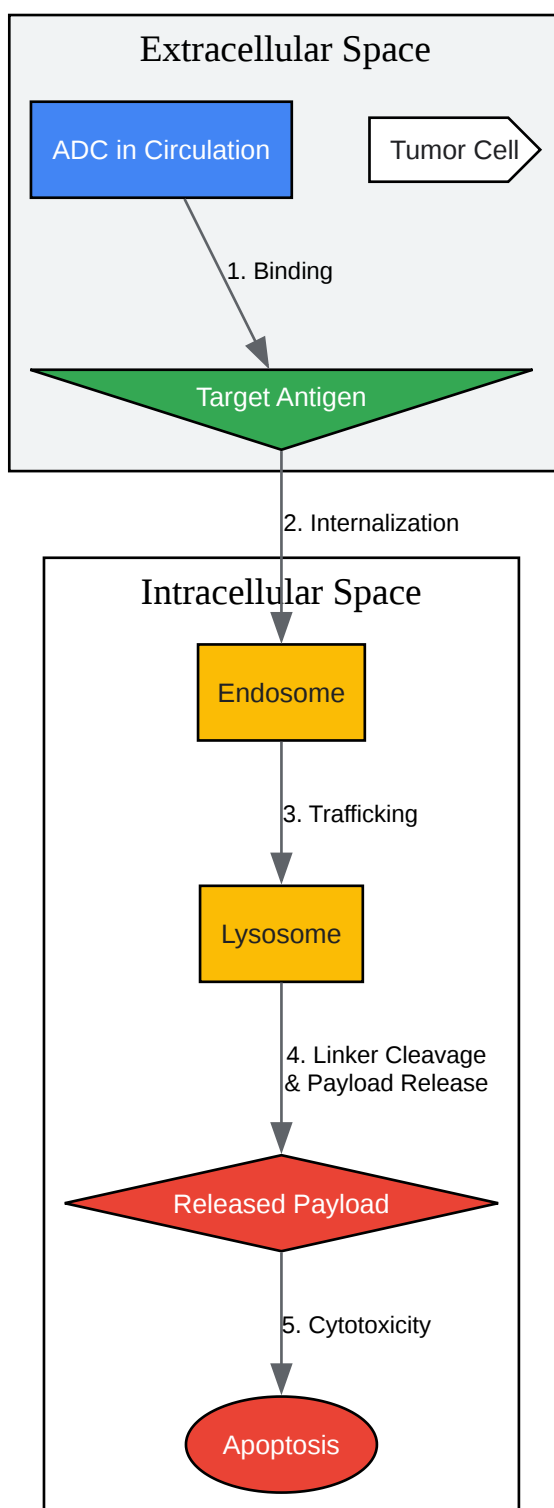 Extracellular Space
ADC in Circulation
Tumor Cell
1. Binding
Target Antigen
2. Internalization
Intracellular Space
Endosome
3. Trafficking
Lysosome
4. Linker Cleavage
& Payload Release
Released Payload
5. Cytotoxicity
Apoptosis